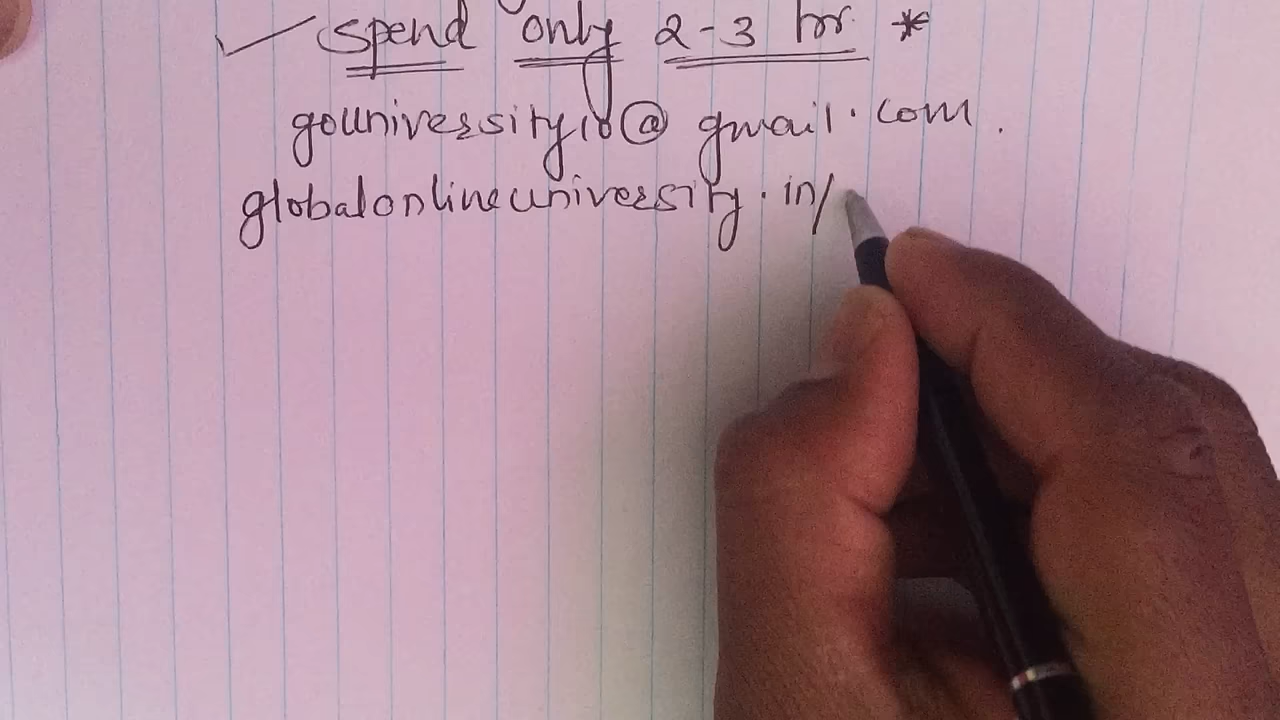 ✓ spend only 2-3 hr *
gouniversity10@gmail.com.
globalonlineuniversity.in/